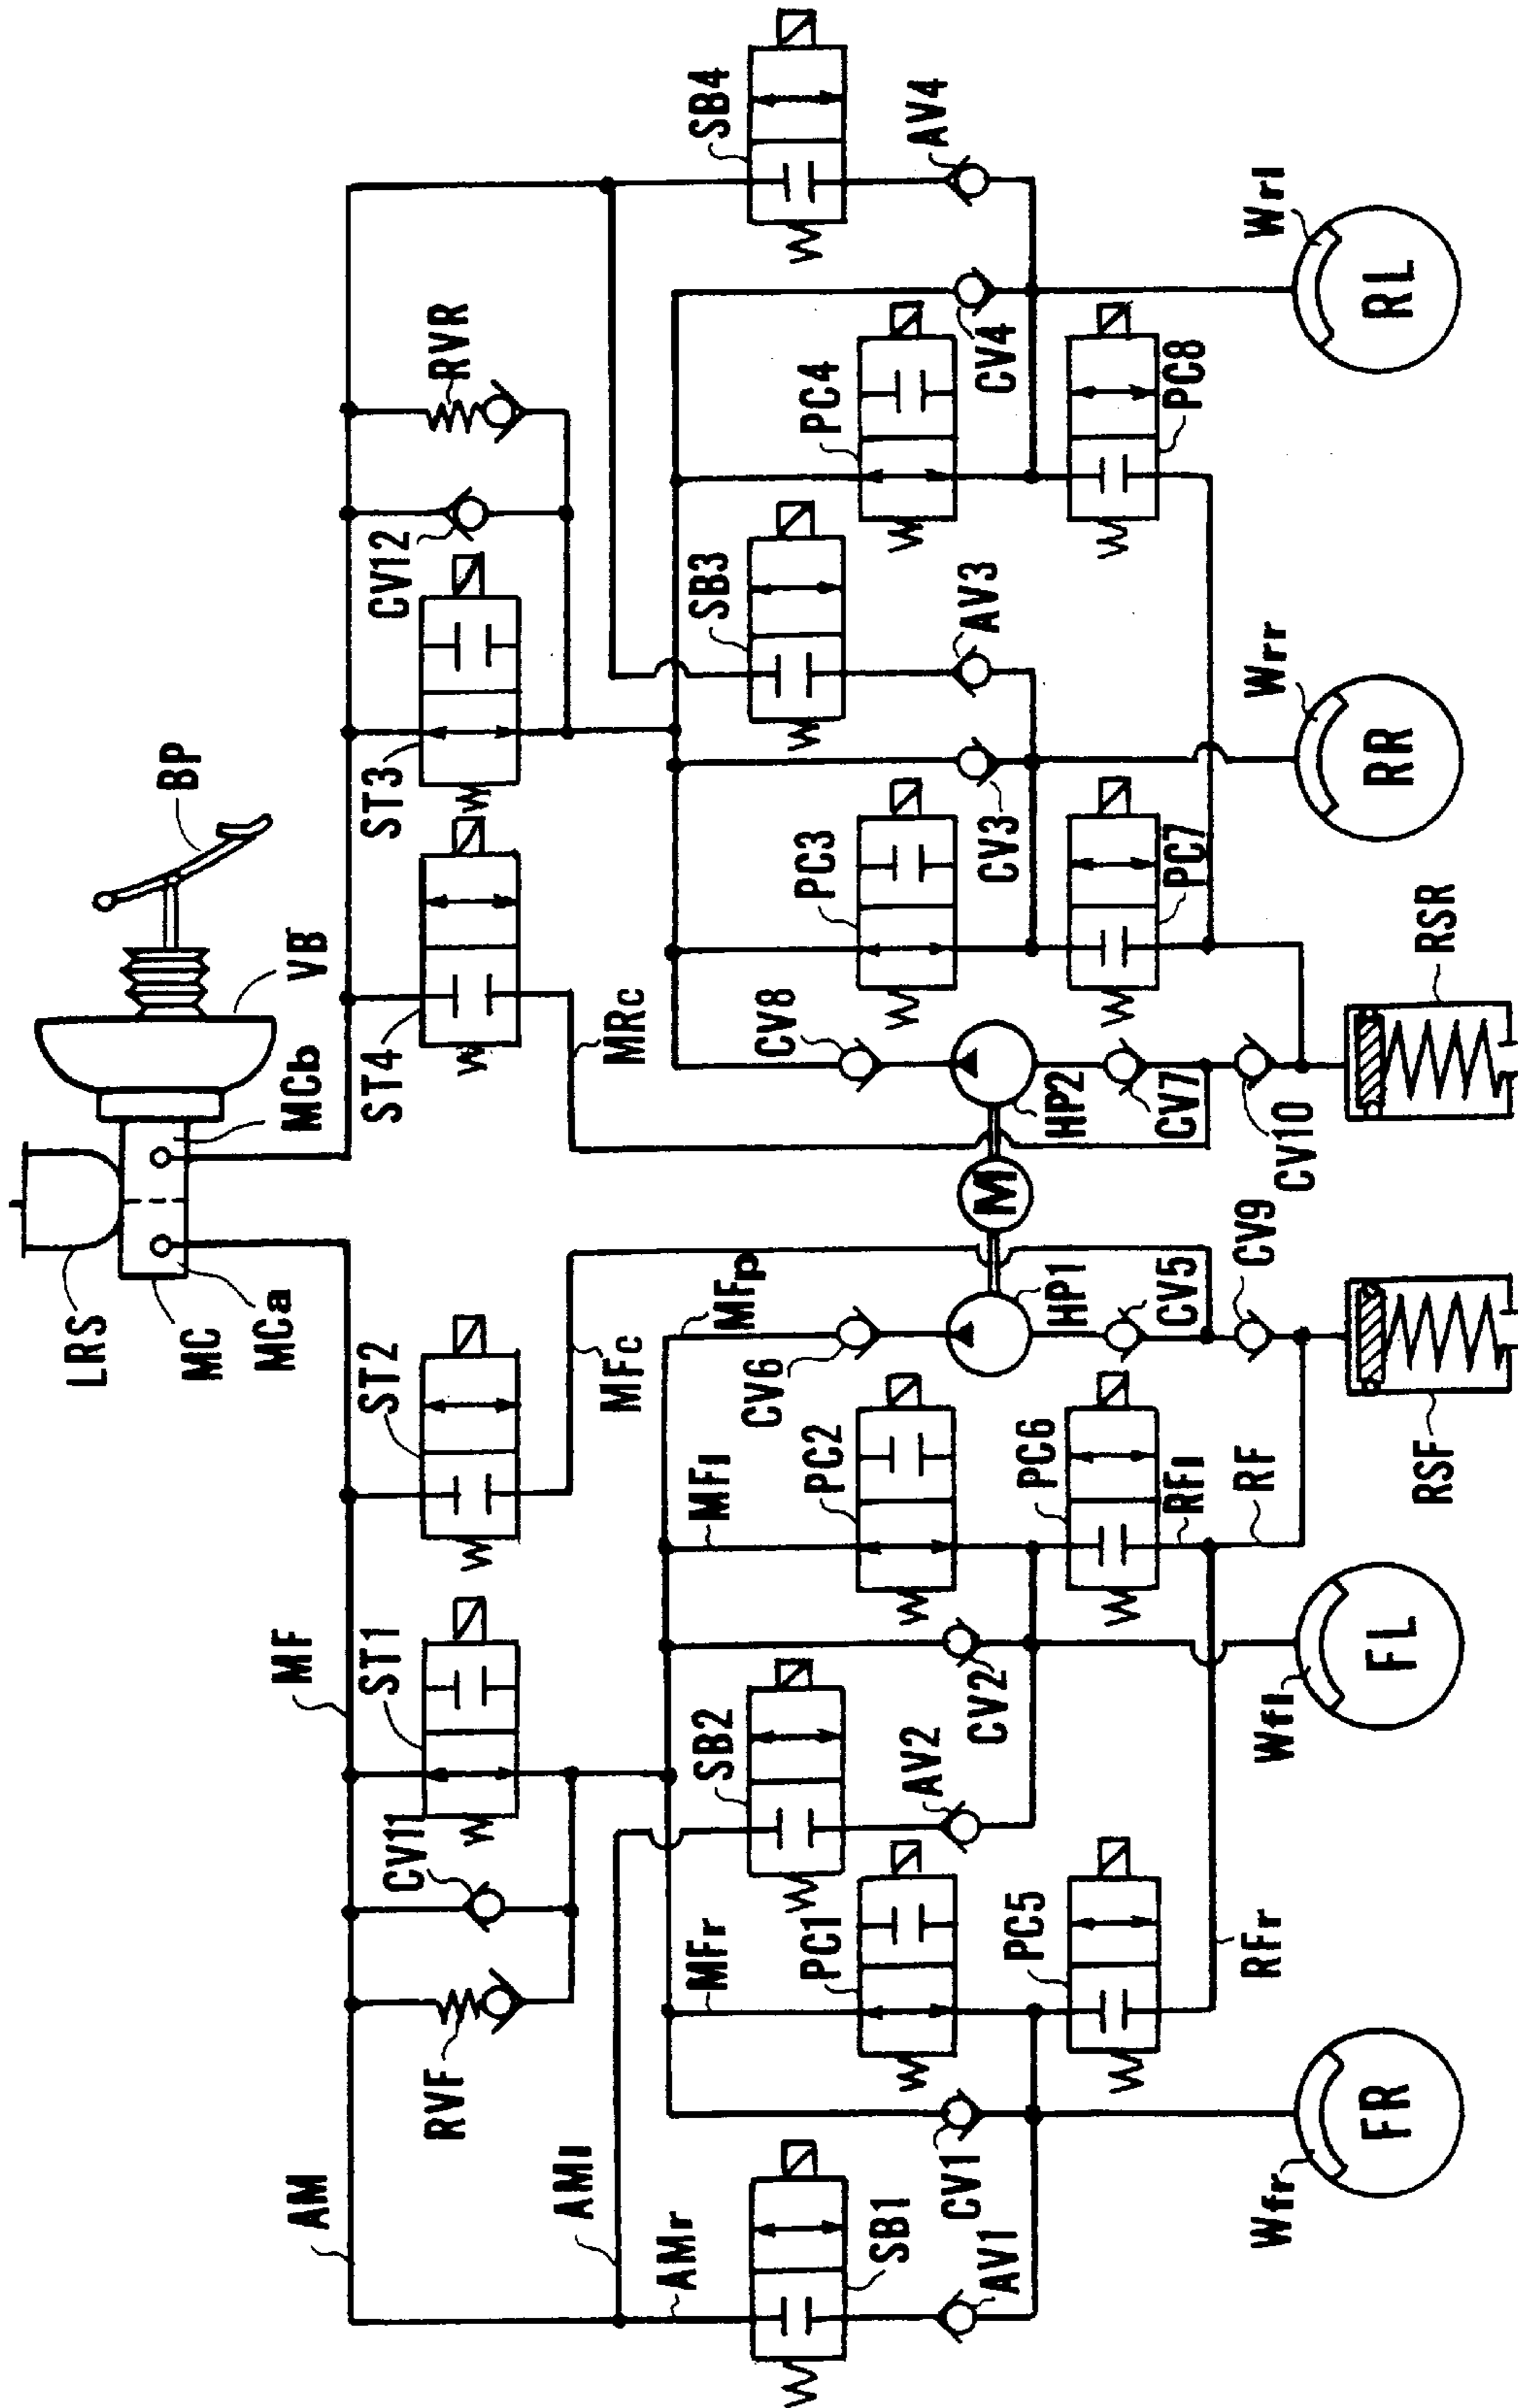 LRS
MC
MCa
MCb
VB
BP
AM
MF
RVF
CV11
ST1
ST2
ST4
ST3
CV12
RVR
AMl
AMr
MFc
MRc
SB1
SB2
SB3
SB4
MFr
MFl
MFp
PC1
PC2
PC3
PC4
CV6
CV8
AV1
CV1
AV2
CV2
CV3
AV3
CV4
AV4
HP1
M
HP2
PC5
PC6
PC7
PC8
CV5
CV7
RFr
RFl
RF
CV9
CV10
Wfr
Wfl
Wrr
Wrl
FR
FL
RR
RL
RSF
RSR